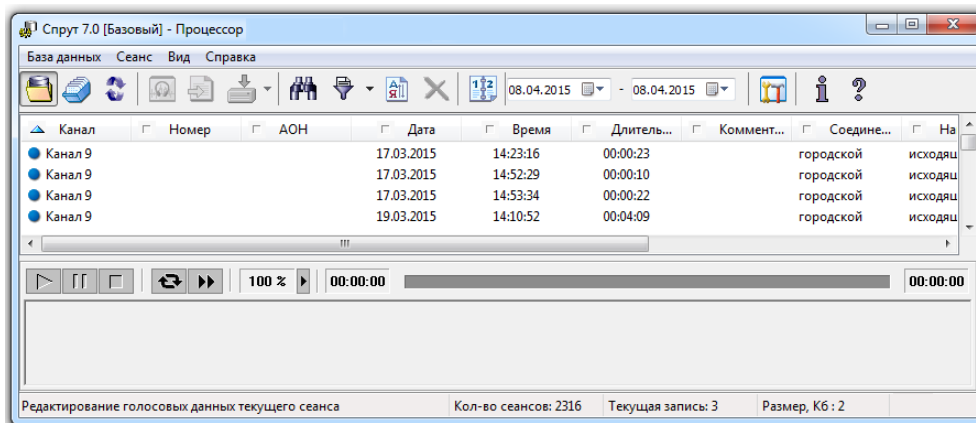 Спрут 7.0 [Базовый] - Процессор
База данных Сеанс Вид Справка
08.04.2015 - 08.04.2015
Канал Номер АОН Дата Время Длитель... Коммент... Соедине... На
Канал 9 17.03.2015 14:23:16 00:00:23 городской исходящ
Канал 9 17.03.2015 14:52:29 00:00:10 городской исходящ
Канал 9 17.03.2015 14:53:34 00:00:22 городской исходящ
Канал 9 19.03.2015 14:10:52 00:04:09 городской исходящ
100 % 00:00:00 00:00:00
Редактирование голосовых данных текущего сеанса Кол-во сеансов: 2316 Текущая запись: 3 Размер, Кб : 2